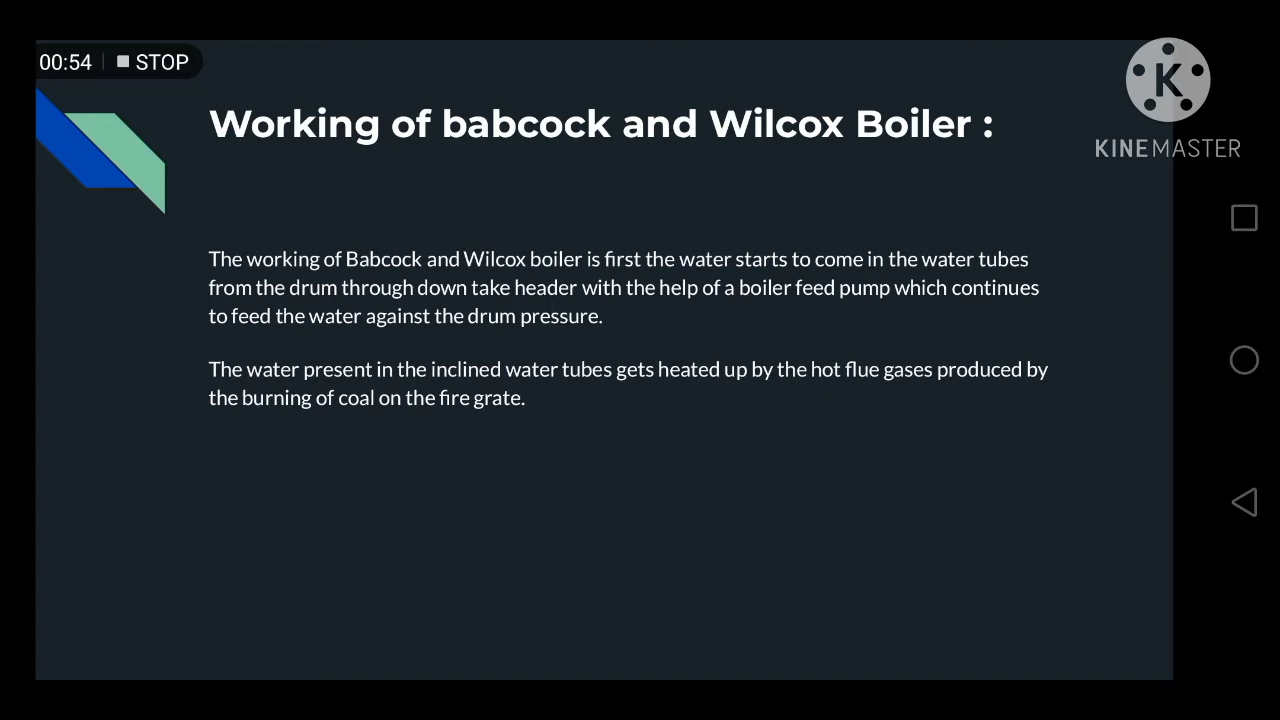 00:54 STOP
K
KINEMASTER
Working of babcock and Wilcox Boiler :
The working of Babcock and Wilcox boiler is first the water starts to come in the water tubes
from the drum through down take header with the help of a boiler feed pump which continues
to feed the water against the drum pressure.
The water present in the inclined water tubes gets heated up by the hot flue gases produced by
the burning of coal on the fire grate.